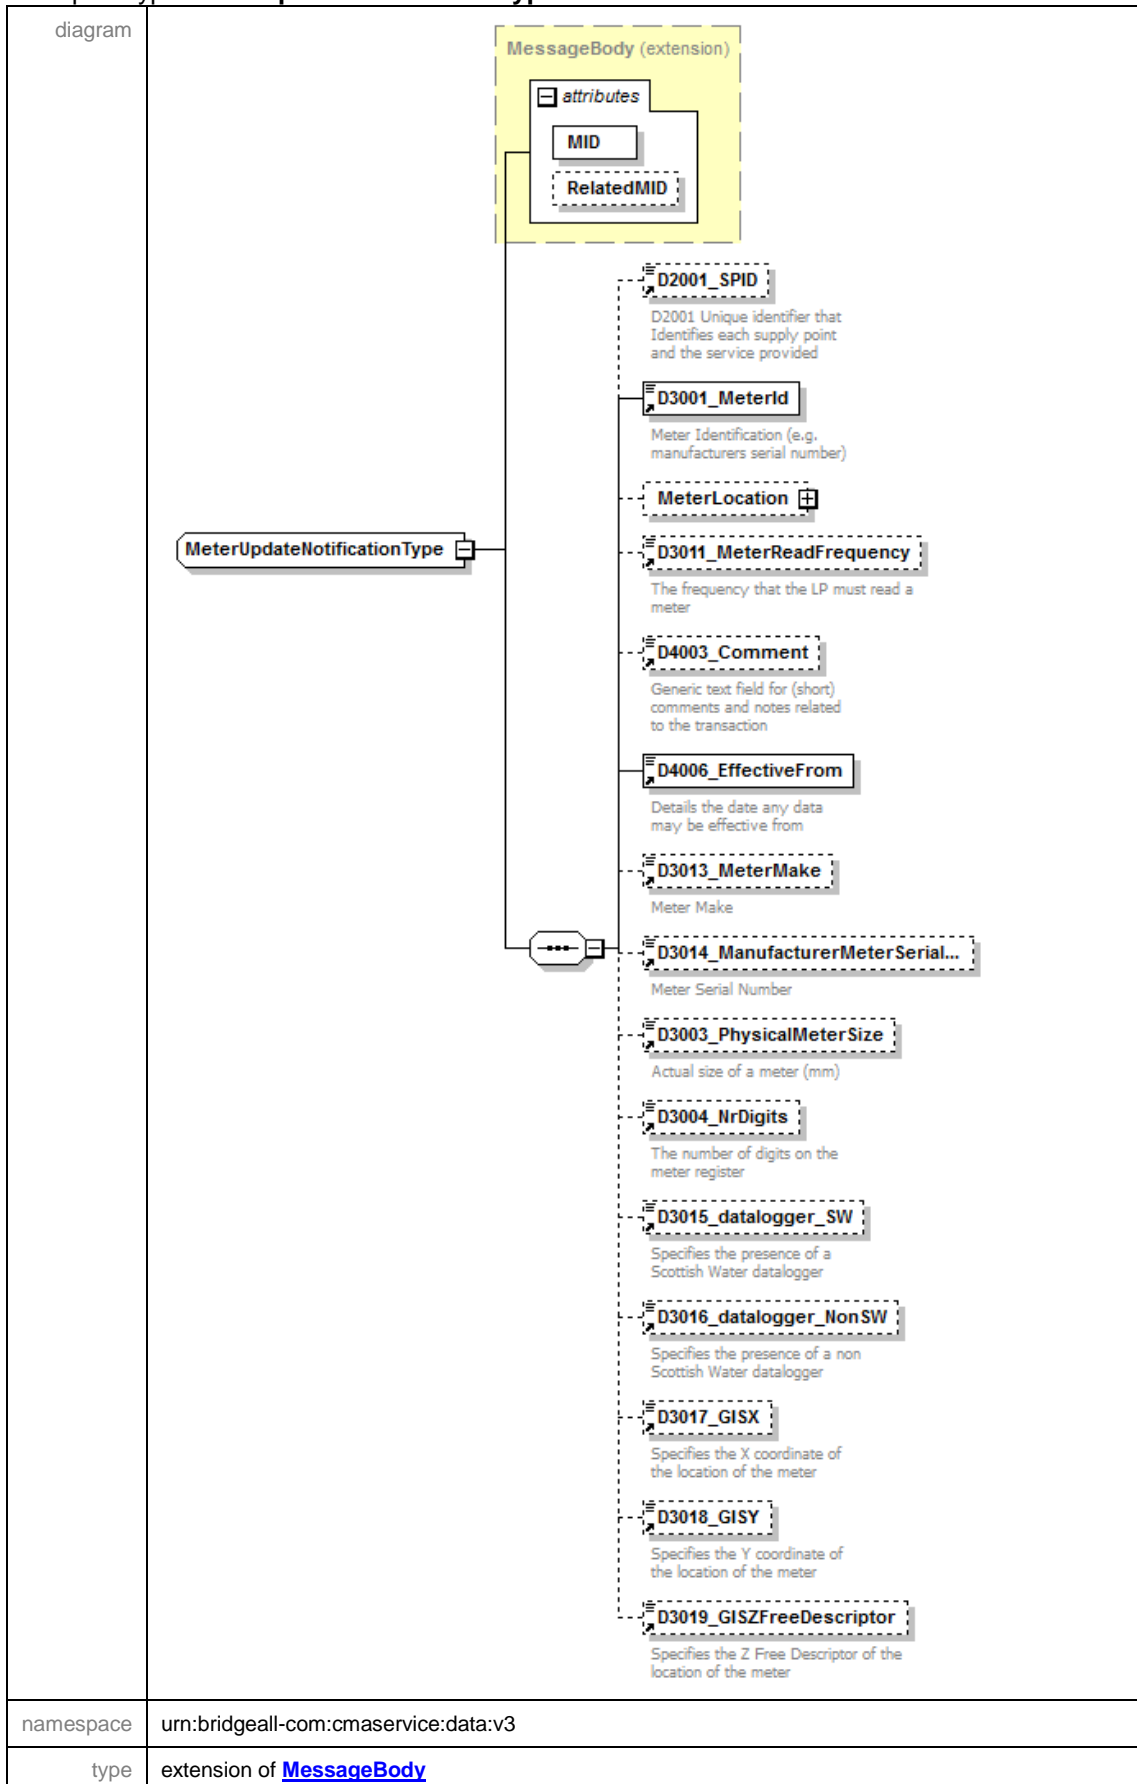 diagram
MessageBody (extension)
attributes
MID
RelatedMID
D2001_SPID
D2001 Unique identifier that
Identifies each supply point
and the service provided
D3001_MeterId
Meter Identification (e.g.
manufacturers serial number)
MeterLocation
MeterUpdateNotificationType
D3011_MeterReadFrequency
The frequency that the LP must read a
meter
D4003_Comment
Generic text field for (short)
comments and notes related
to the transaction
D4006_EffectiveFrom
Details the date any data
may be effective from
D3013_MeterMake
Meter Make
D3014_ManufacturerMeterSerial...
Meter Serial Number
D3003_PhysicalMeterSize
Actual size of a meter (mm)
D3004_NrDigits
The number of digits on the
meter register
D3015_datalogger_SW
Specifies the presence of a
Scottish Water datalogger
D3016_datalogger_NonSW
Specifies the presence of a non
Scottish Water datalogger
D3017_GISX
Specifies the X coordinate of
the location of the meter
D3018_GISY
Specifies the Y coordinate of
the location of the meter
D3019_GISZFreeDescriptor
Specifies the Z Free Descriptor of the
location of the meter
namespace urn:bridgeall-com:cmaservice:data:v3
type extension of MessageBody